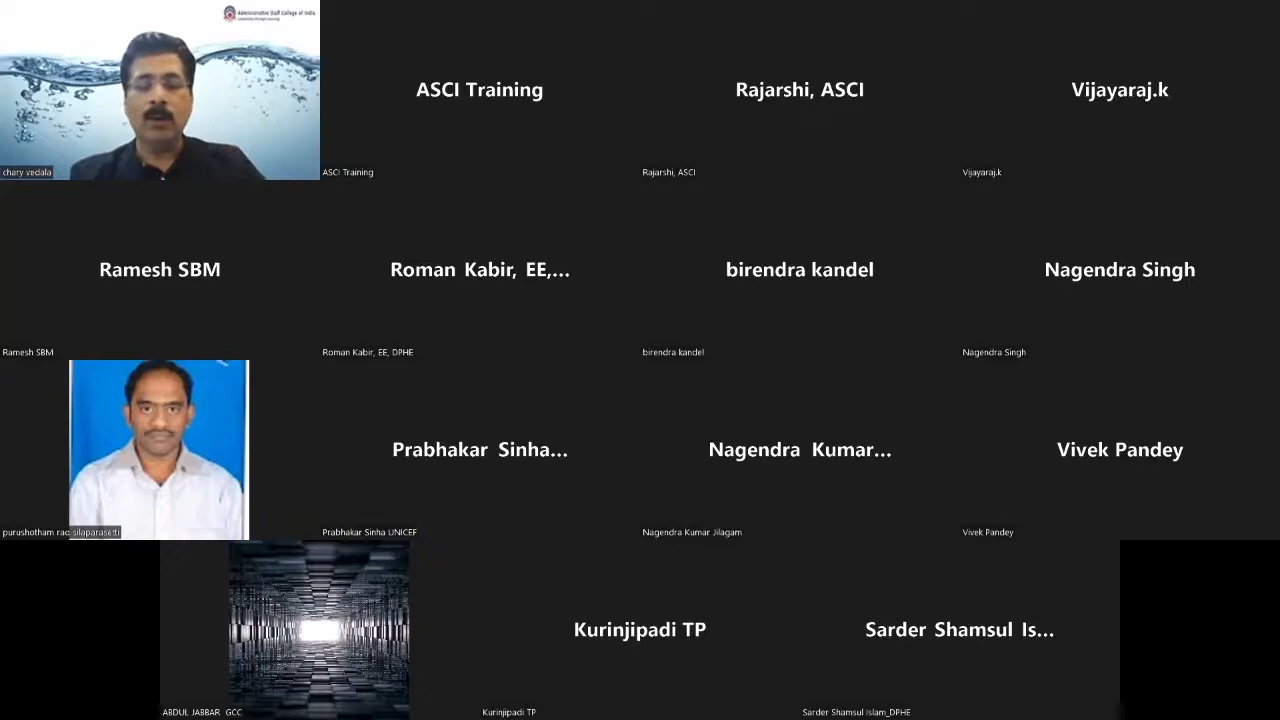 Administrative Staff College of India
Leadership through Learning
chary vedala
ASCI Training
ASCI Training
Rajarshi, ASCI
Rajarshi, ASCI
Vijayaraj.k
Vijayaraj.k
Ramesh SBM
Ramesh SBM
Roman Kabir, EE,...
Roman Kabir, EE, DPHE
birendra kandel
birendra kandel
Nagendra Singh
Nagendra Singh
purushotham rao silaparasetti
Prabhakar Sinha...
Prabhakar Sinha UNICEF
Nagendra Kumar...
Nagendra Kumar Jilagam
Vivek Pandey
Vivek Pandey
ABDUL JABBAR GCC
Kurinjipadi TP
Kurinjipadi TP
Sarder Shamsul Is...
Sarder Shamsul Islam_DPHE